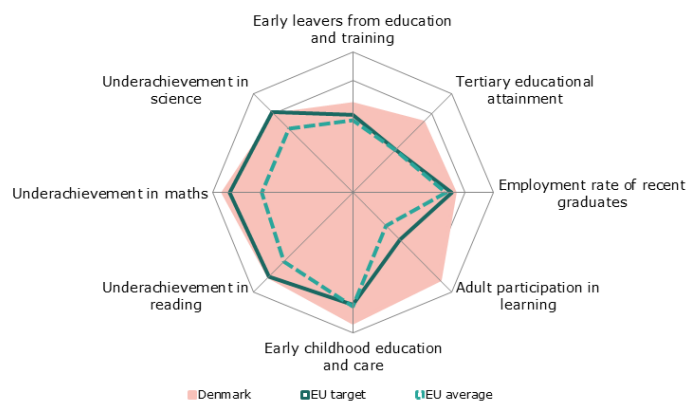 Early leavers from education
and training
Underachievement in
science
Tertiary educational
attainment
Underachievement in maths
Employment rate of recent
graduates
Underachievement in
reading
Adult participation in
learning
Early childhood education
and care
Denmark
EU target
EU average